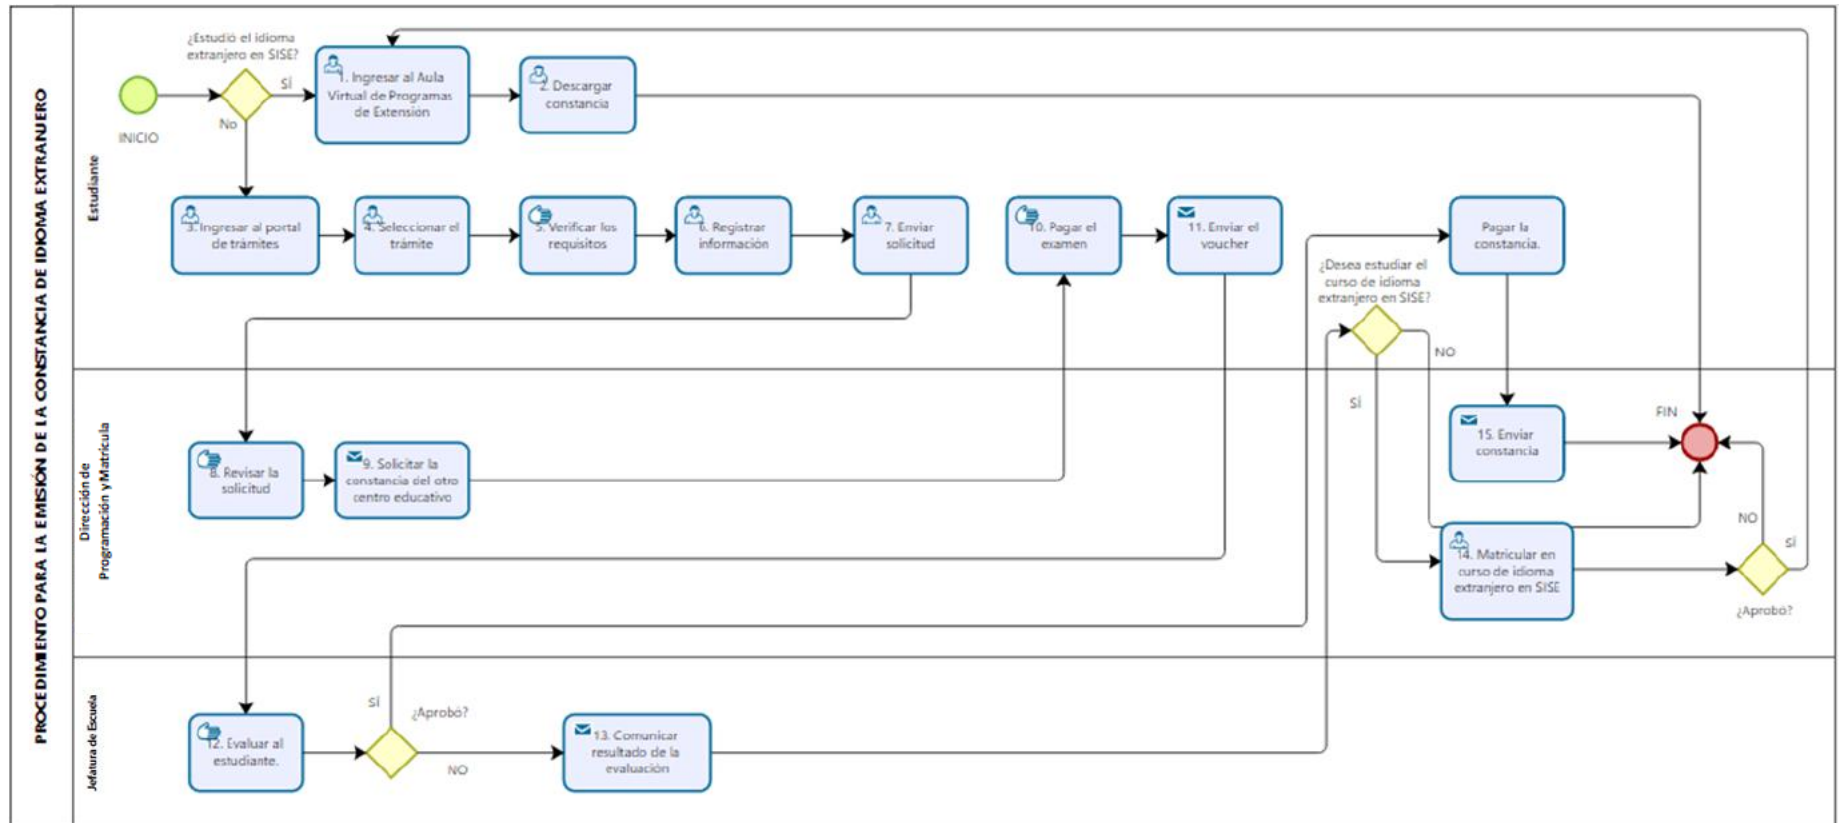 PROCEDIMIENTO PARA LA EMISIÓN DE LA CONSTANCIA DE IDIOMA EXTRANJERO
Estudiante
¿Estudió el idioma
extranjero en SISE?
INICIO
SÍ
No
1. Ingresar al Aula
Virtual de Programas
de Extensión
2. Descargar
constancia
3. Ingresar al portal
de trámites
4. Seleccionar el
trámite
5. Verificar los
requisitos
6. Registrar
información
7. Enviar
solicitud
10. Pagar el
examen
11. Enviar el
voucher
¿Desea estudiar el
curso de idioma
extranjero en SISE?
NO
SÍ
Pagar la
constancia.
Dirección de
Programación y Matrícula
8. Revisar la
solicitud
9. Solicitar la
constancia del otro
centro educativo
15. Enviar
constancia
FIN
14. Matricular en
curso de idioma
extranjero en SISE
NO
SÍ
¿Aprobó?
Jefatura de Escuela
12. Evaluar al
estudiante.
SÍ
¿Aprobó?
NO
13. Comunicar
resultado de la
evaluación